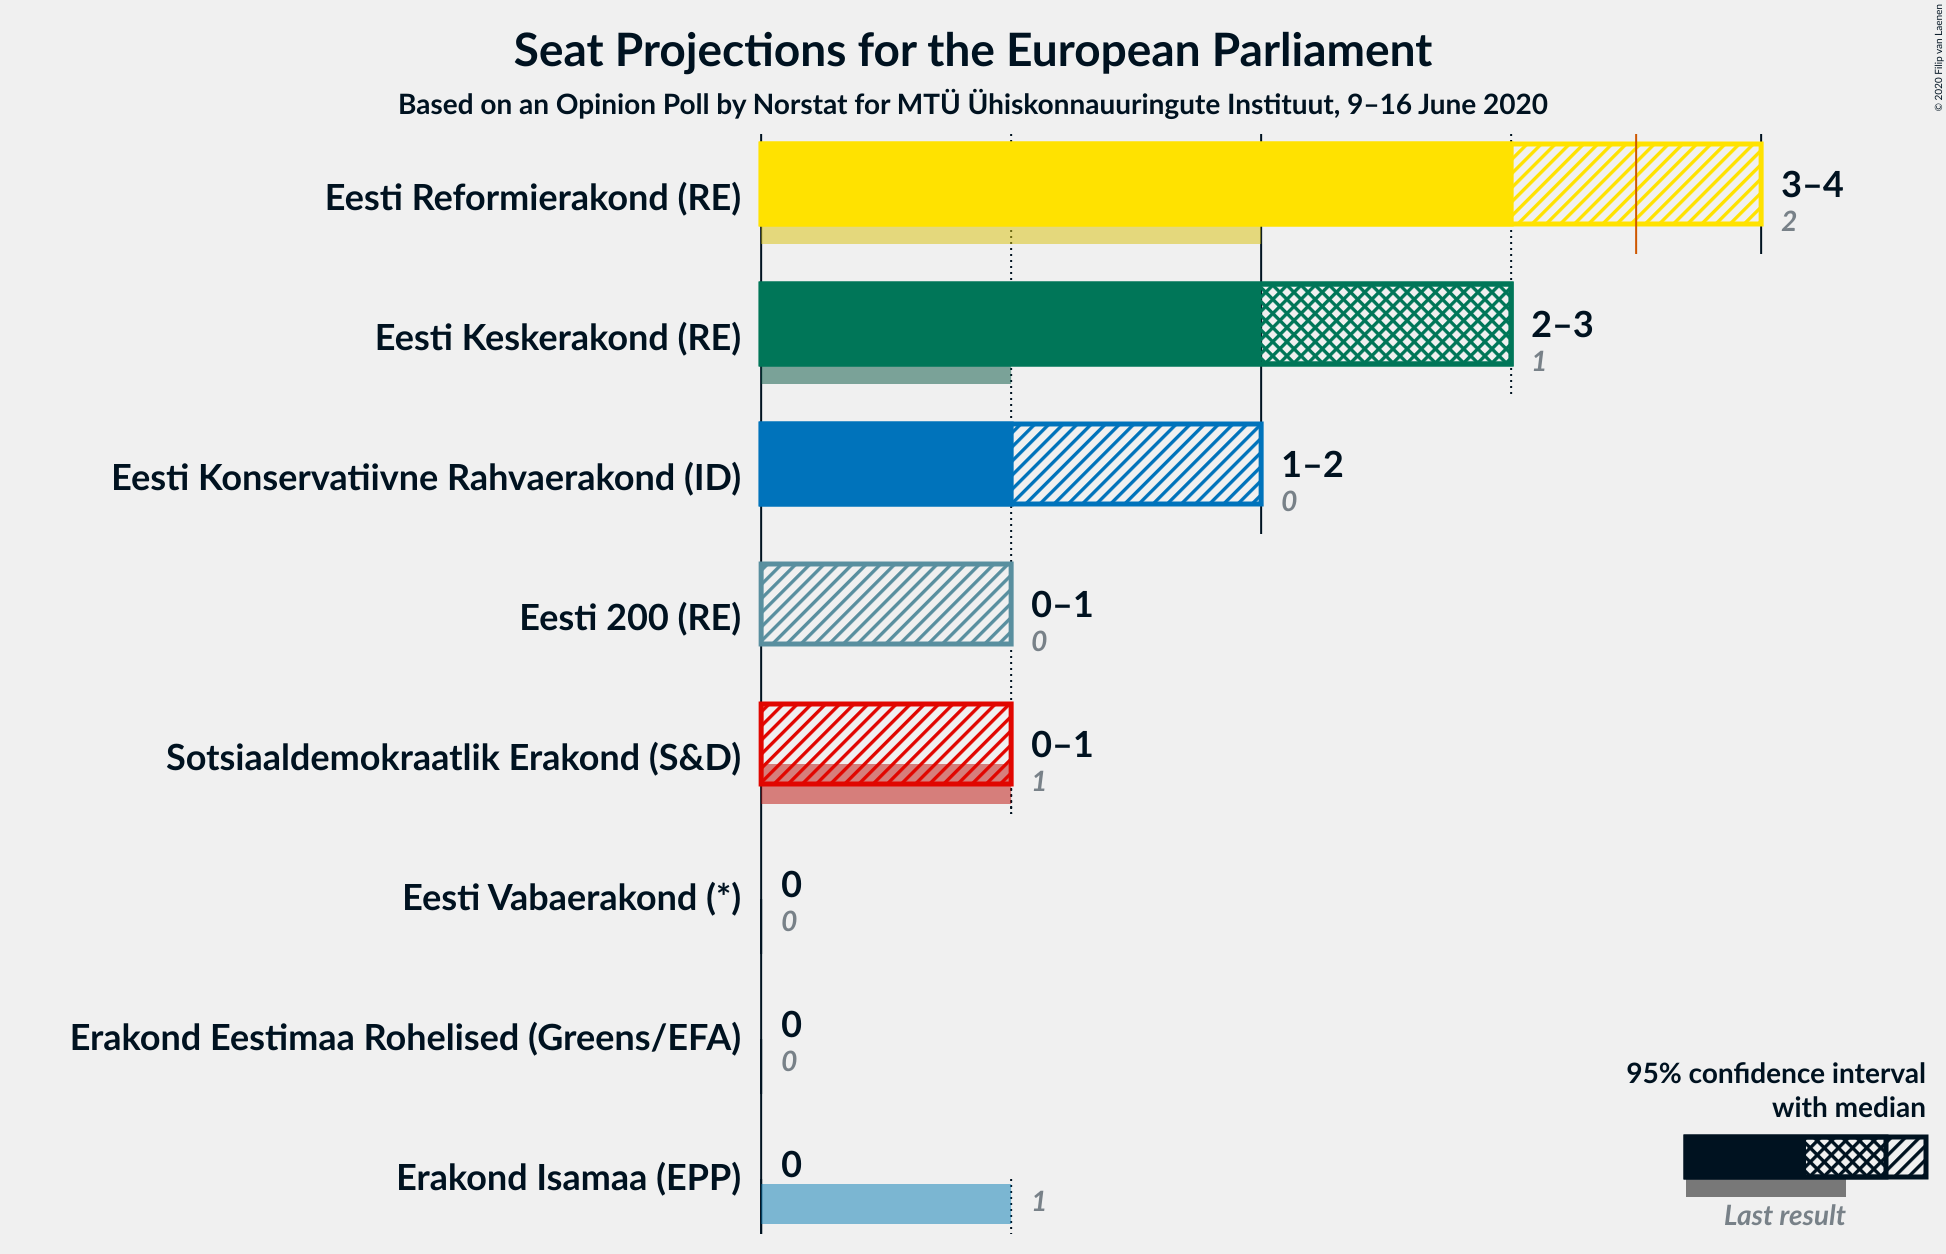 Seat Projections for the European Parliament
Based on an Opinion Poll by Norstat for MTÜ Ühiskonnauuringute Instituut, 9–16 June 2020
© 2020 Filip van Laenen
Eesti Reformierakond (RE)
3–4
2
Eesti Keskerakond (RE)
2–3
1
Eesti Konservatiivne Rahvaerakond (ID)
1–2
0
Eesti 200 (RE)
0–1
0
Sotsiaaldemokraatlik Erakond (S&D)
0–1
1
Eesti Vabaerakond (*)
0
0
Erakond Eestimaa Rohelised (Greens/EFA)
0
0
Erakond Isamaa (EPP)
0
1
95% confidence interval
with median
Last result